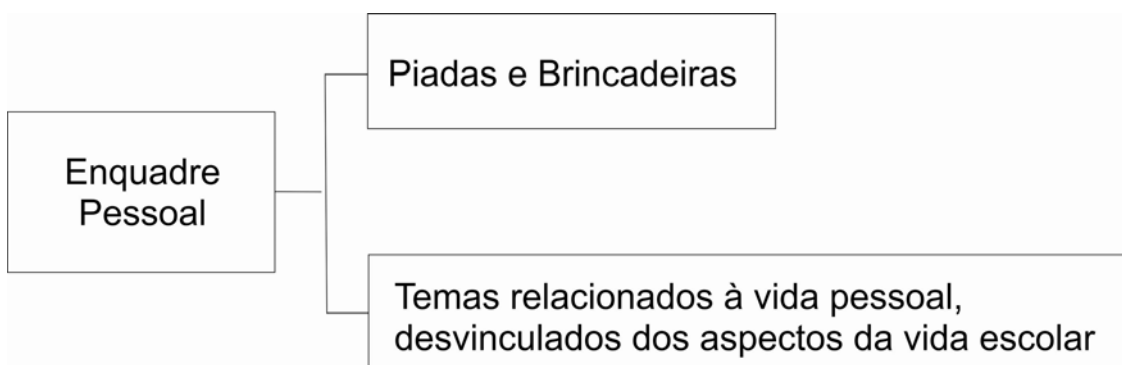 Piadas e Brincadeiras
Enquadre
Pessoal
Temas relacionados à vida pessoal,
desvinculados dos aspectos da vida escolar